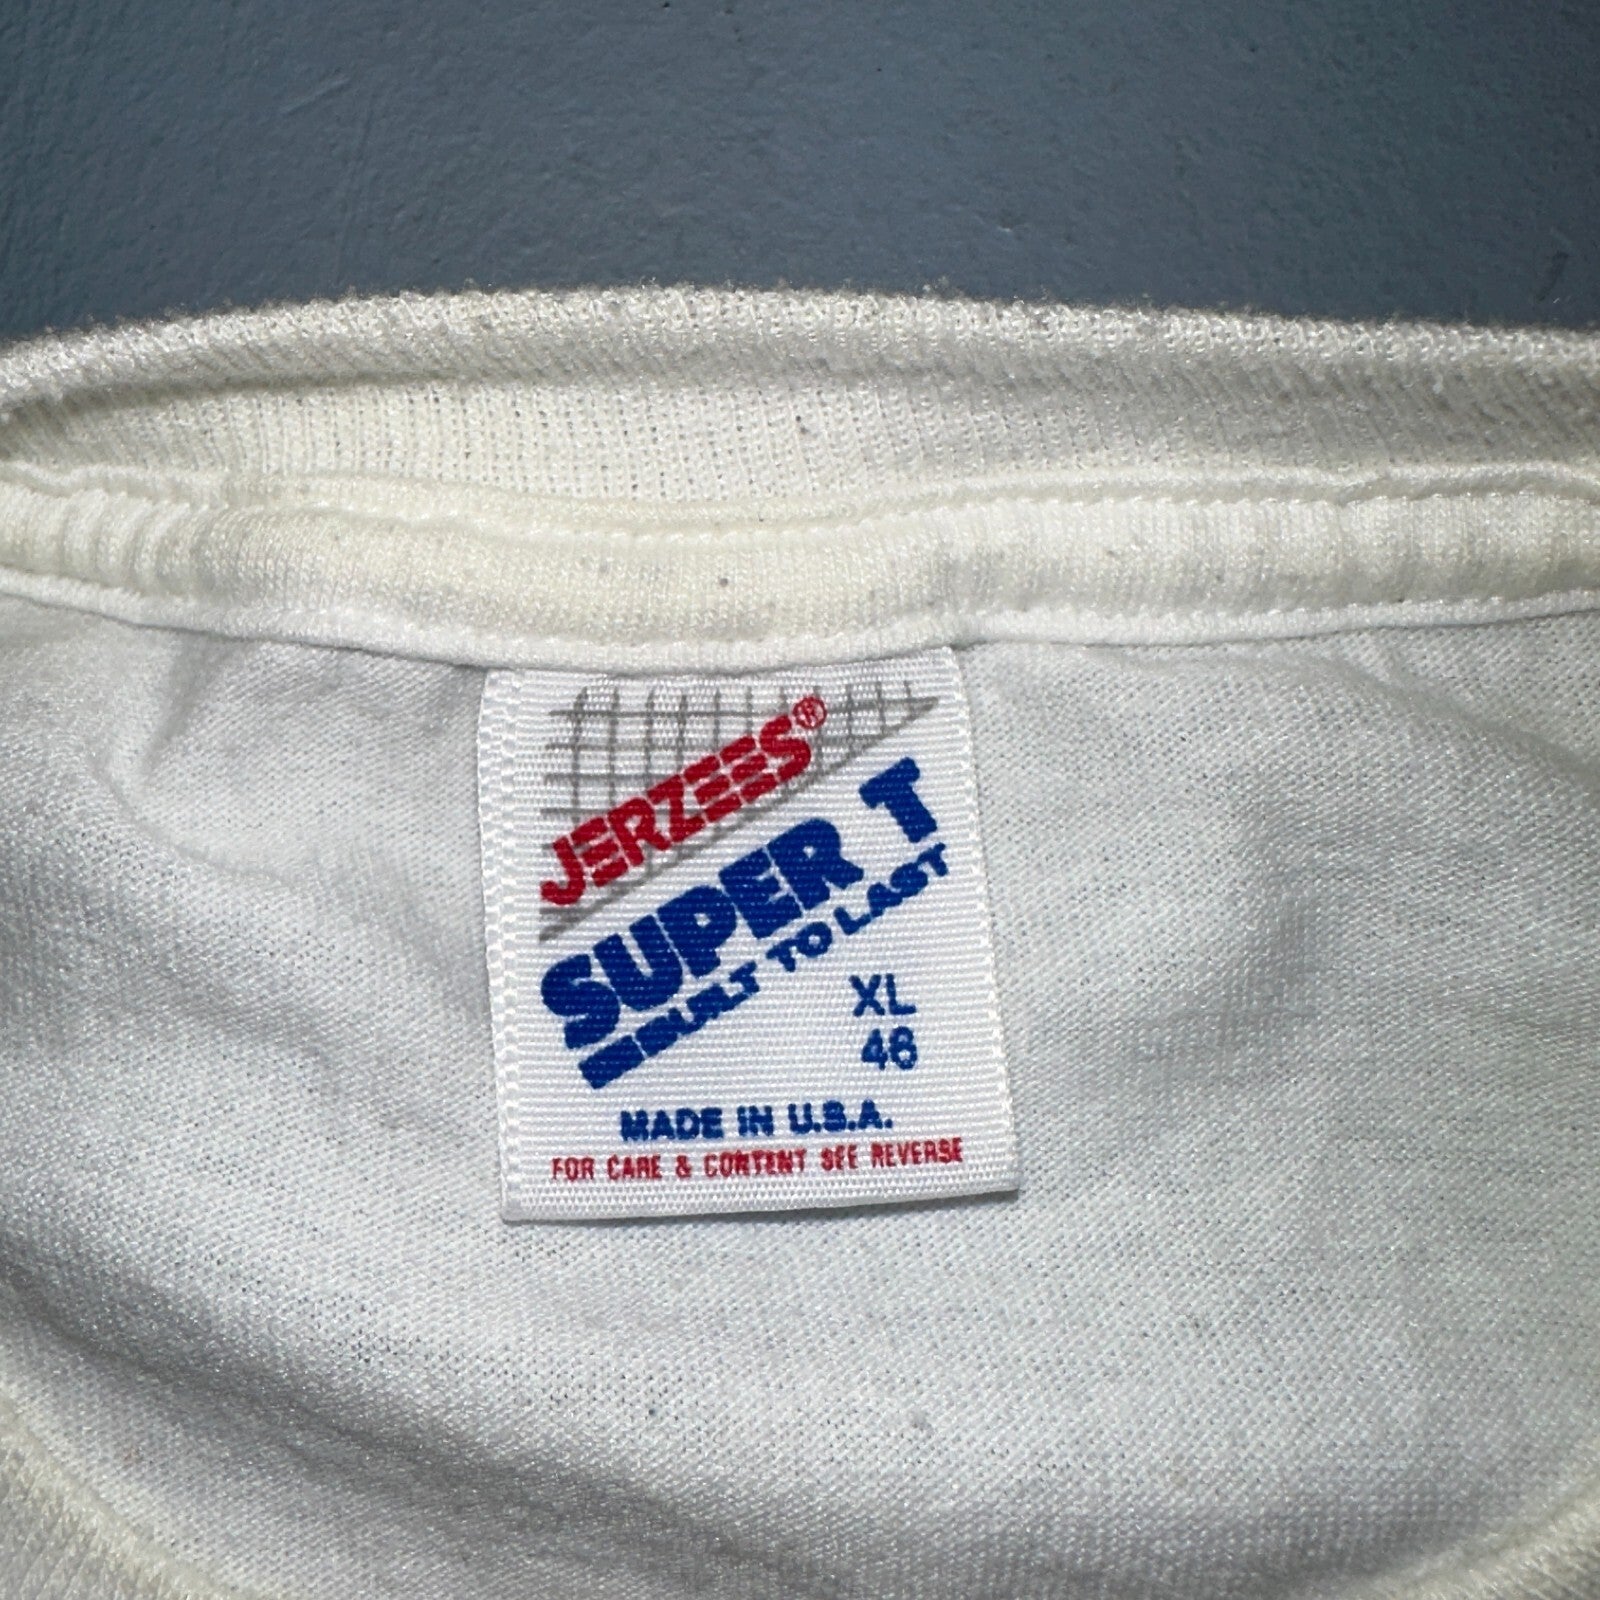 JERZEES®
SUPER T
BUILT TO LAST
XL
46
MADE IN U.S.A.
FOR CARE & CONTENT SEE REVERSE